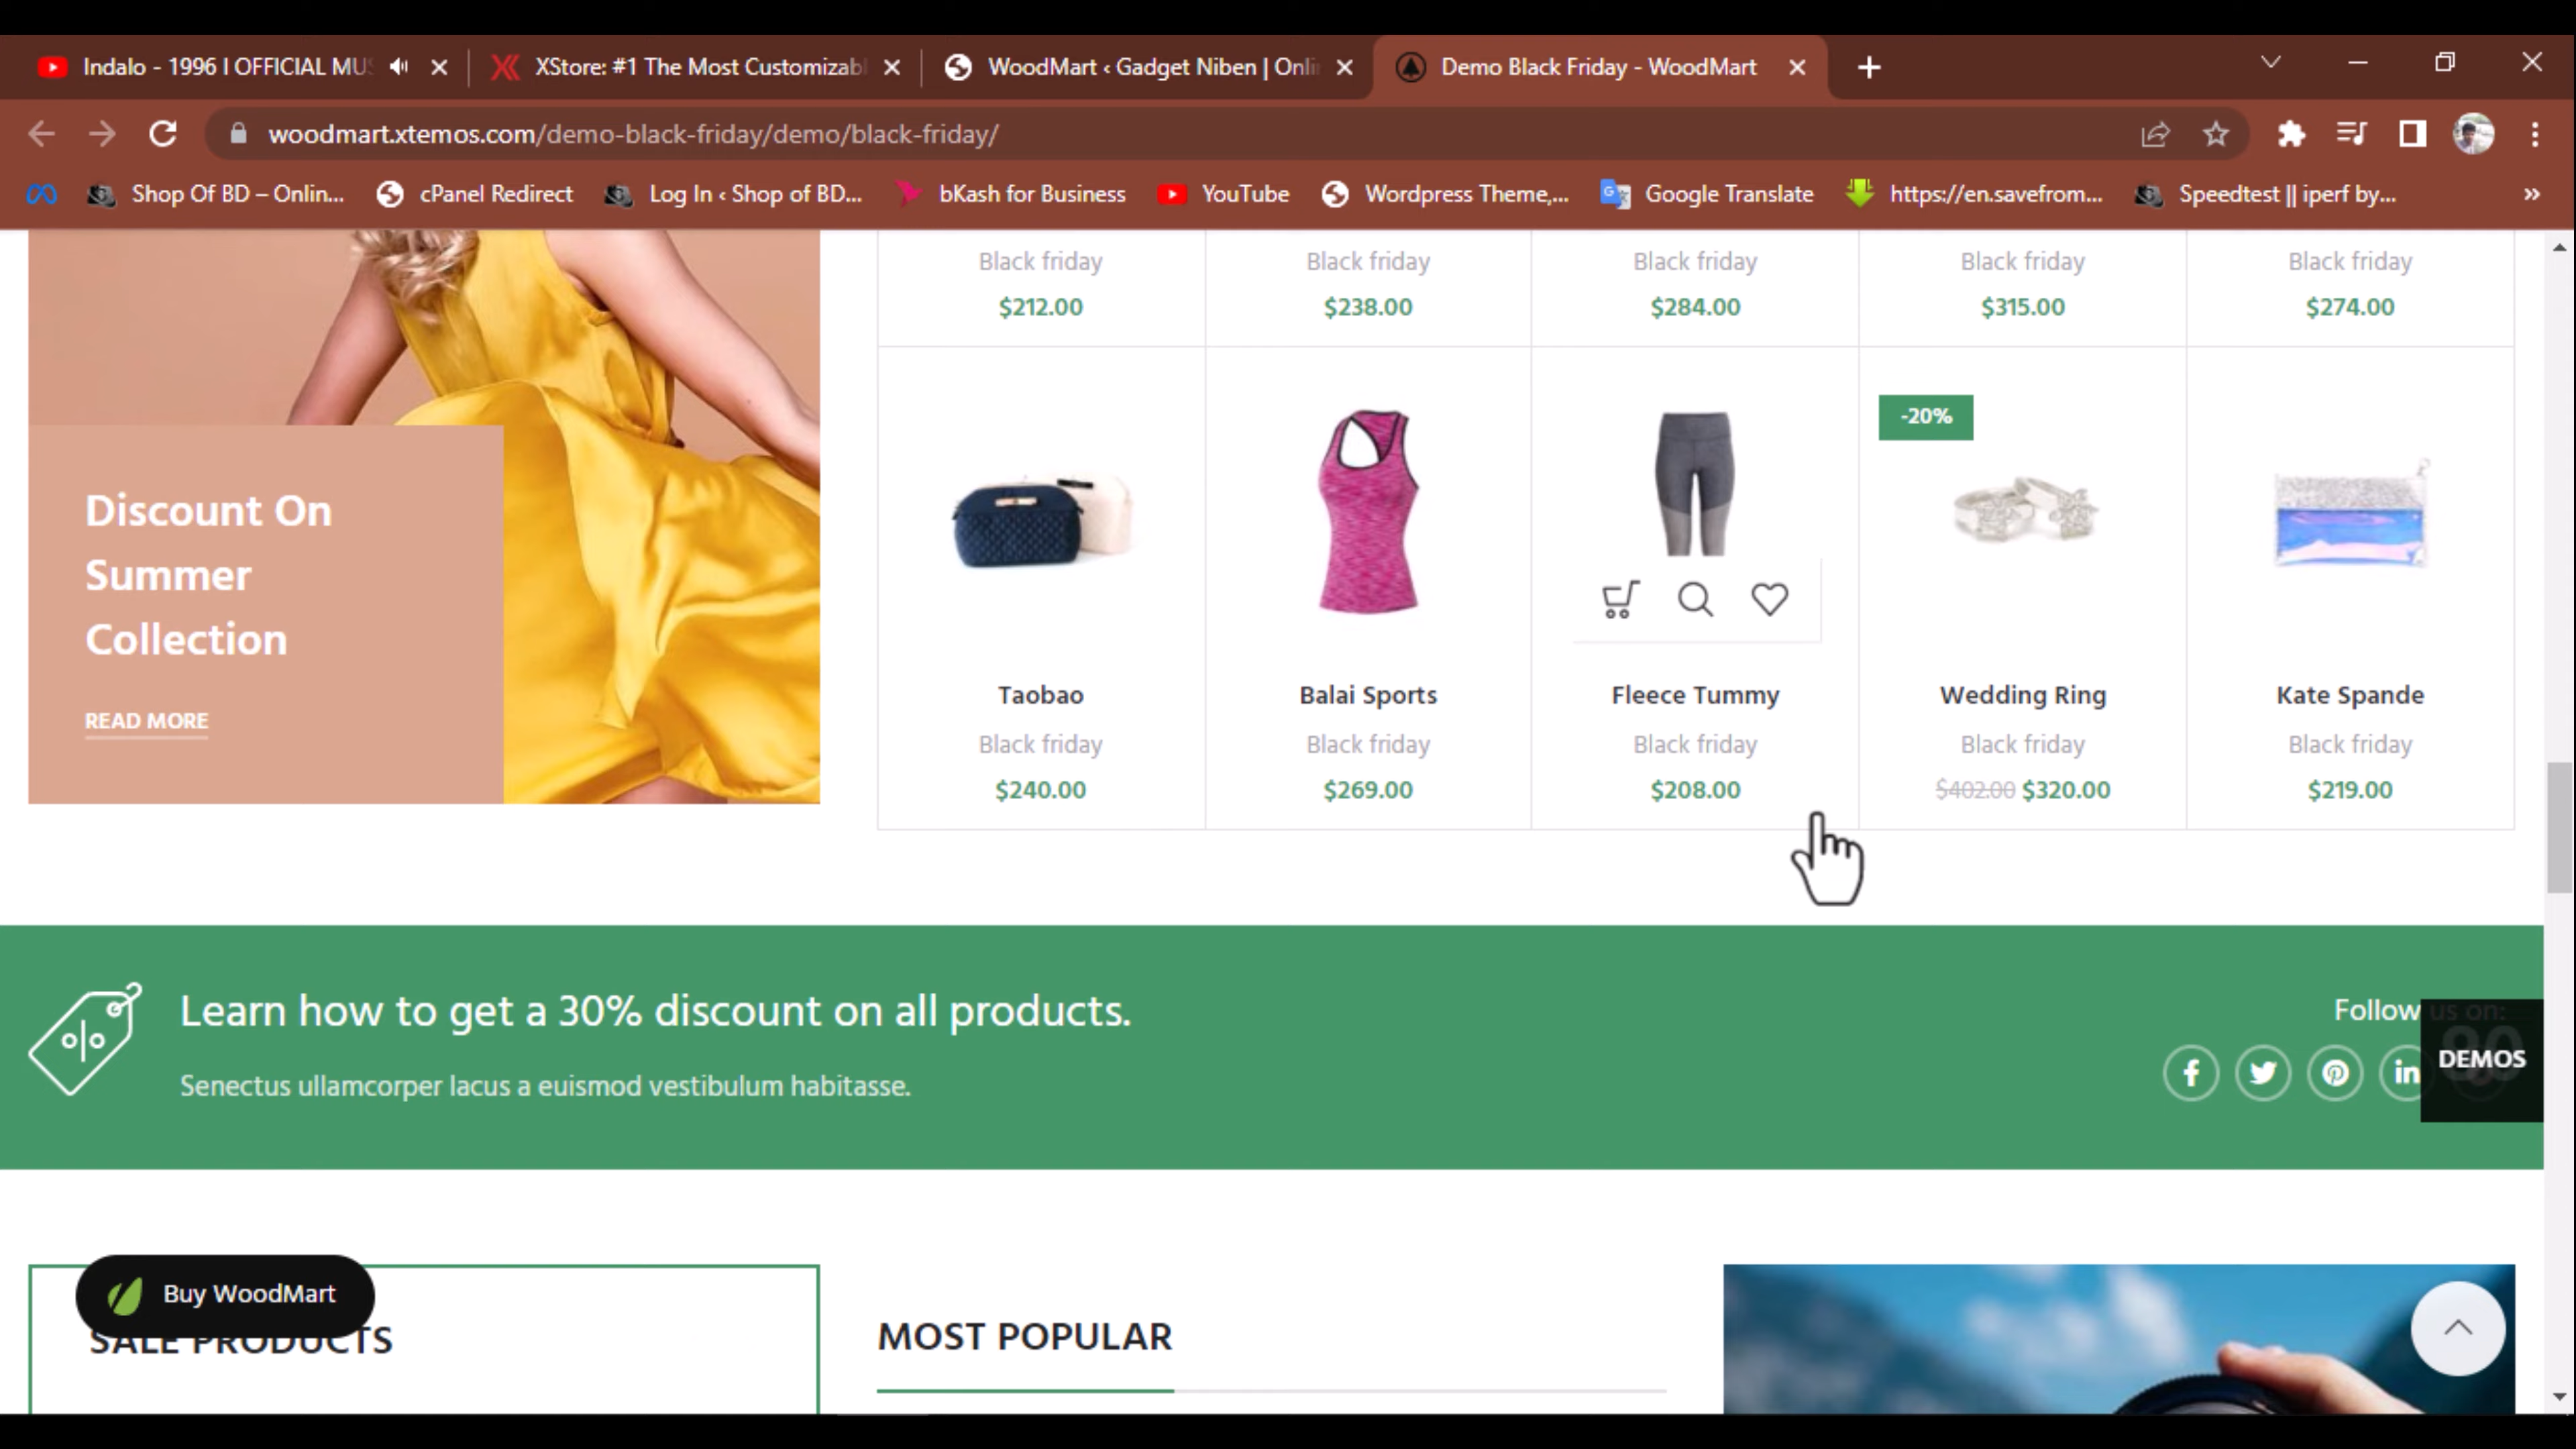 Indalo - 1996 I OFFICIAL MU
XStore: #1 The Most Customizabl
WoodMart ‹ Gadget Niben | Onli
Demo Black Friday - WoodMart
woodmart.xtemos.com/demo-black-friday/demo/black-friday/
Shop Of BD – Onlin...
cPanel Redirect
Log In ‹ Shop of BD...
bKash for Business
YouTube
Wordpress Theme,...
Google Translate
https://en.savefrom...
Speedtest || iperf by...
»
Black friday
Black friday
Black friday
Black friday
Black friday
$212.00
$238.00
$284.00
$315.00
$274.00
-20%
Discount On
Summer
Collection
READ MORE
Taobao
Balai Sports
Fleece Tummy
Wedding Ring
Kate Spande
Black friday
Black friday
Black friday
Black friday
Black friday
$240.00
$269.00
$208.00
$402.00 $320.00
$219.00
Learn how to get a 30% discount on all products.
Senectus ullamcorper lacus a euismod vestibulum habitasse.
Follow us on:
80
DEMOS
Buy WoodMart
SALE PRODUCTS
MOST POPULAR